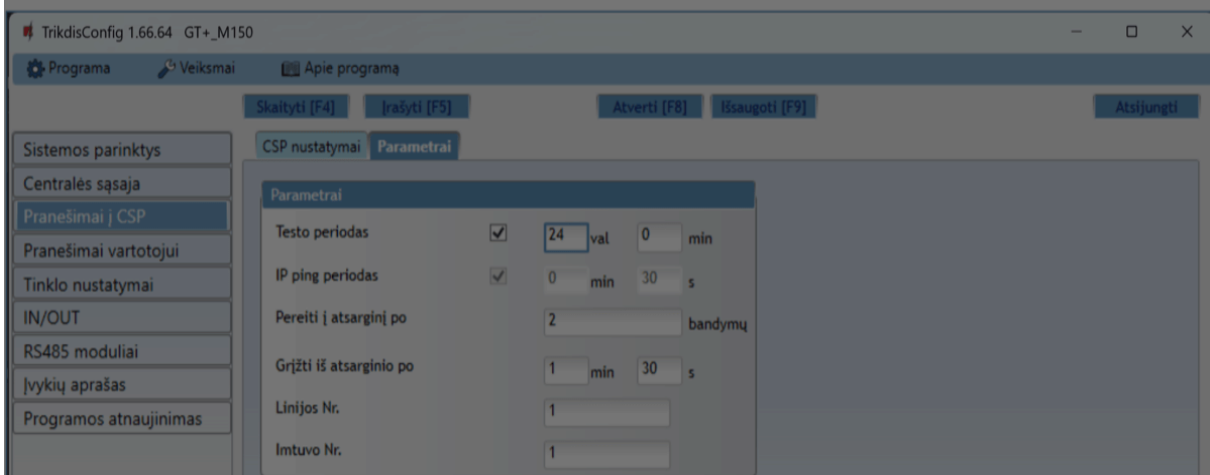 TrikdisConfig 1.66.64 GT+_M150
Programa Veiksmai Apie programą
Skaityti [F4] Įrašyti [F5] Atverti [F8] Išsaugoti [F9] Atsijungti
Sistemos parinktys
Centralės sąsaja
Pranešimai į CSP
Pranešimai vartotojui
Tinklo nustatymai
IN/OUT
RS485 moduliai
Įvykių aprašas
Programos atnaujinimas
CSP nustatymai Parametrai
Parametrai
Testo periodas 24 val 0 min
IP ping periodas 0 min 30 s
Pereiti į atsarginį po 2 bandymų
Grįžti iš atsarginio po 1 min 30 s
Linijos Nr. 1
Imtuvo Nr. 1